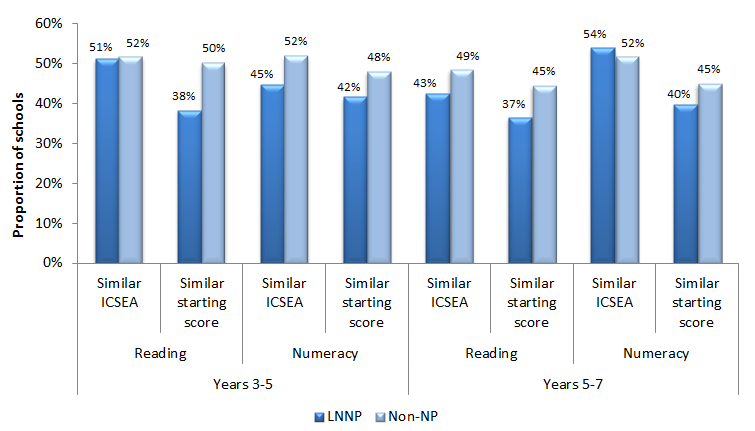 60%
50%
40%
30%
20%
10%
0%
Proportion of schools
51% 52% 38% 50% 45% 52% 42% 48% 43% 49% 37% 45% 54% 52% 40% 45%
Similar Similar Similar Similar Similar Similar Similar Similar
ICSEA starting ICSEA starting ICSEA starting ICSEA starting
score score score score
Reading Numeracy Reading Numeracy
Years 3-5 Years 5-7
LNNP Non-NP